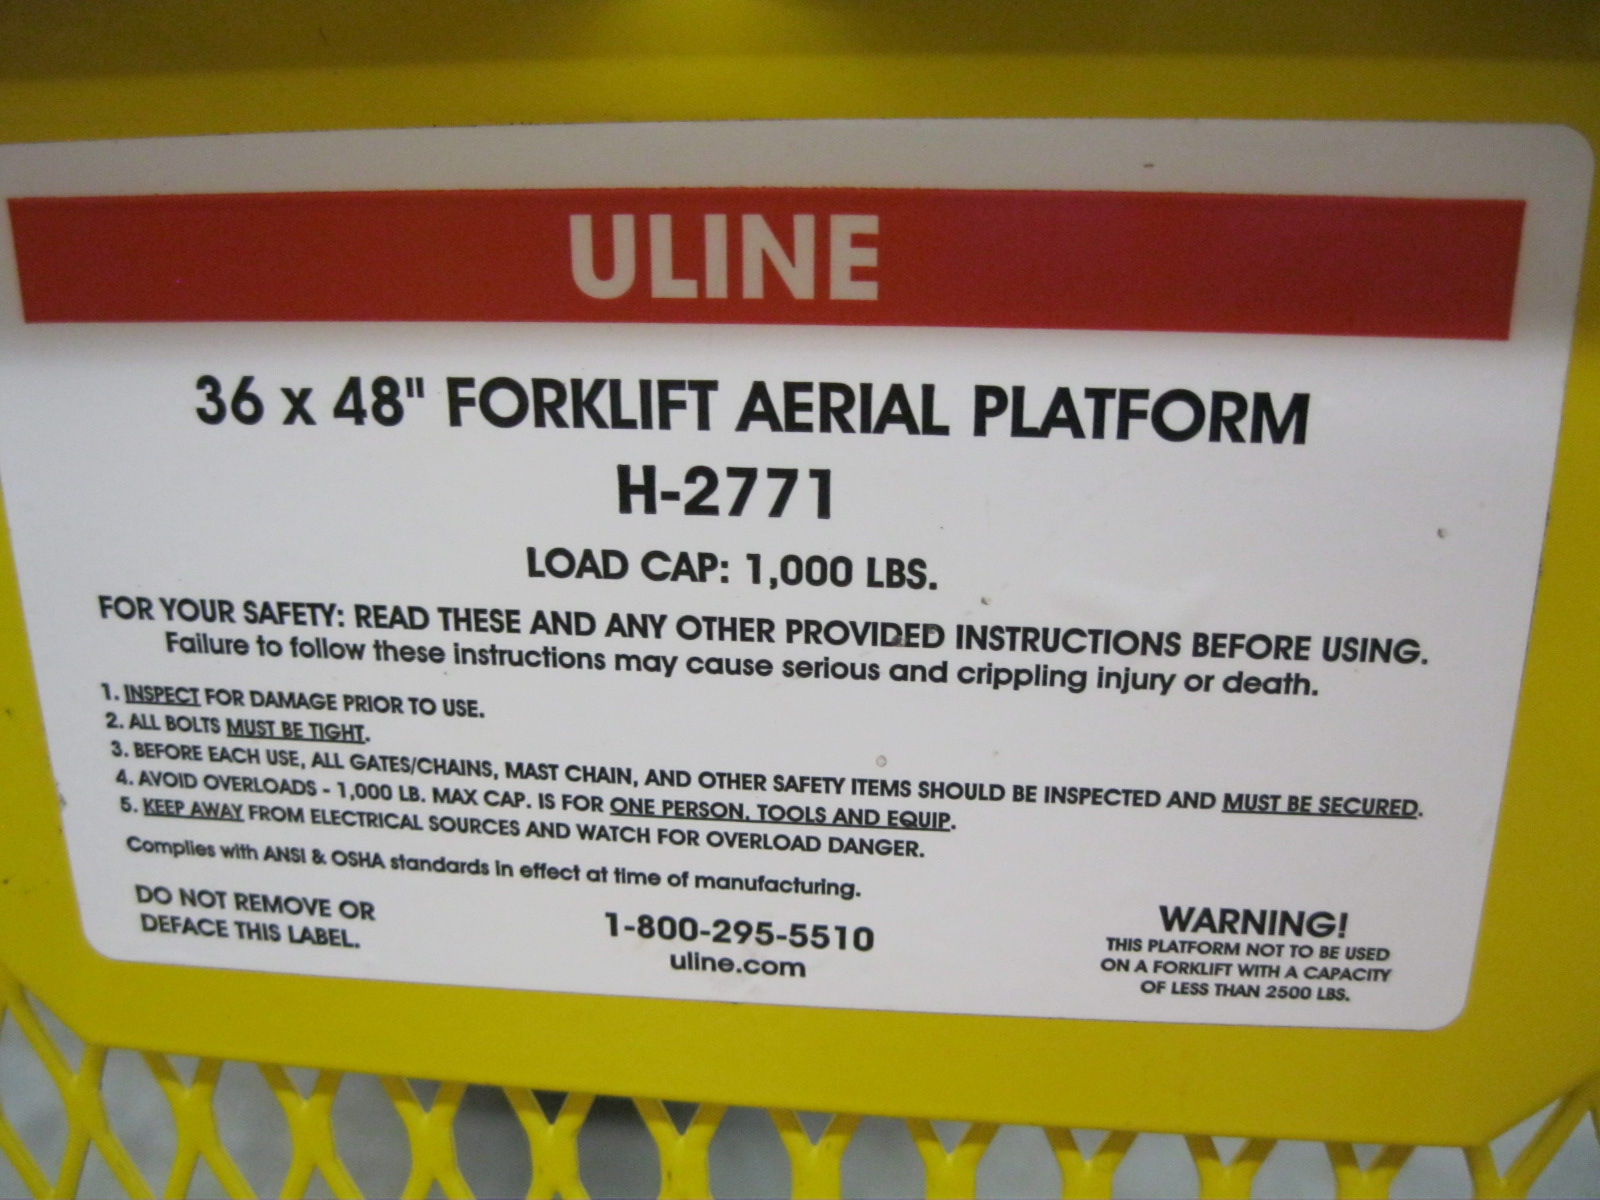 ULINE
36 x 48" FORKLIFT AERIAL PLATFORM
H-2771
LOAD CAP: 1,000 LBS.
FOR YOUR SAFETY: READ THESE AND ANY OTHER PROVIDED INSTRUCTIONS BEFORE USING.
Failure to follow these instructions may cause serious and crippling injury or death.
1. INSPECT FOR DAMAGE PRIOR TO USE.
2. ALL BOLTS MUST BE TIGHT.
3. BEFORE EACH USE, ALL GATES/CHAINS, MAST CHAIN, AND OTHER SAFETY ITEMS SHOULD BE INSPECTED AND MUST BE SECURED.
4. AVOID OVERLOADS - 1,000 LB. MAX CAP. IS FOR ONE PERSON, TOOLS AND EQUIP.
5. KEEP AWAY FROM ELECTRICAL SOURCES AND WATCH FOR OVERLOAD DANGER.
Complies with ANSI & OSHA standards in effect at time of manufacturing.
DO NOT REMOVE OR
DEFACE THIS LABEL.
1-800-295-5510
uline.com
WARNING!
THIS PLATFORM NOT TO BE USED
ON A FORKLIFT WITH A CAPACITY
OF LESS THAN 2500 LBS.